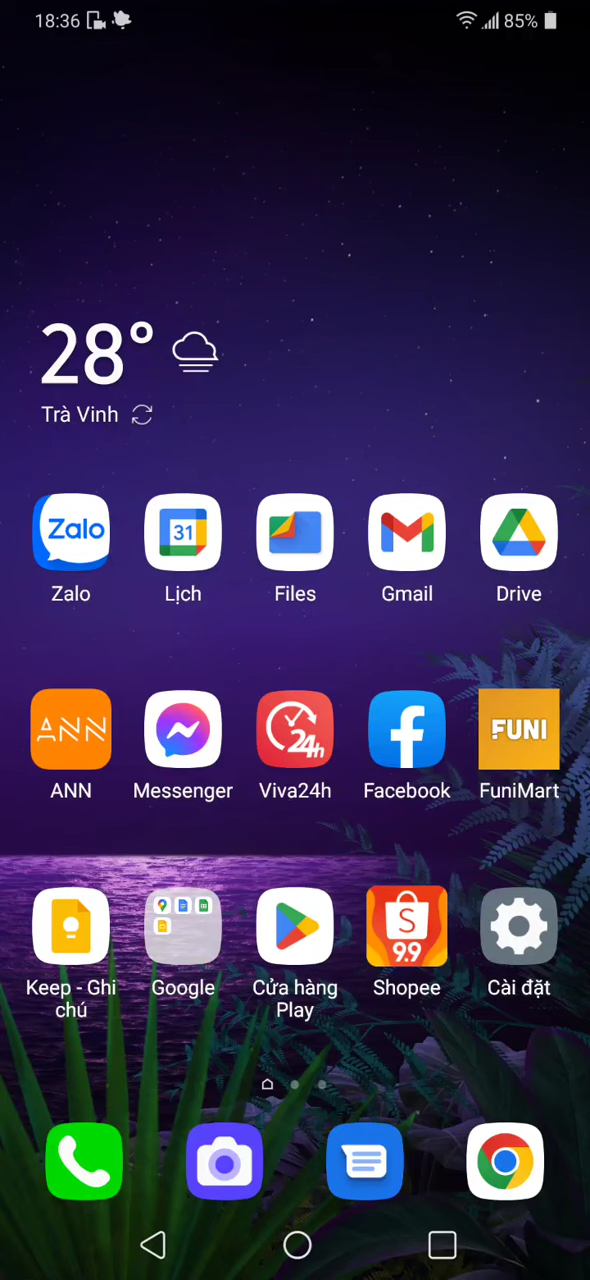 18:36
85%
28°
Trà Vinh
Zalo
31
Zalo
Lịch
Files
Gmail
Drive
ANN
24h
FUNI
ANN
Messenger
Viva24h
Facebook
FuniMart
S
9.9
Keep - Ghi
chú
Google
Cửa hàng
Play
Shopee
Cài đặt